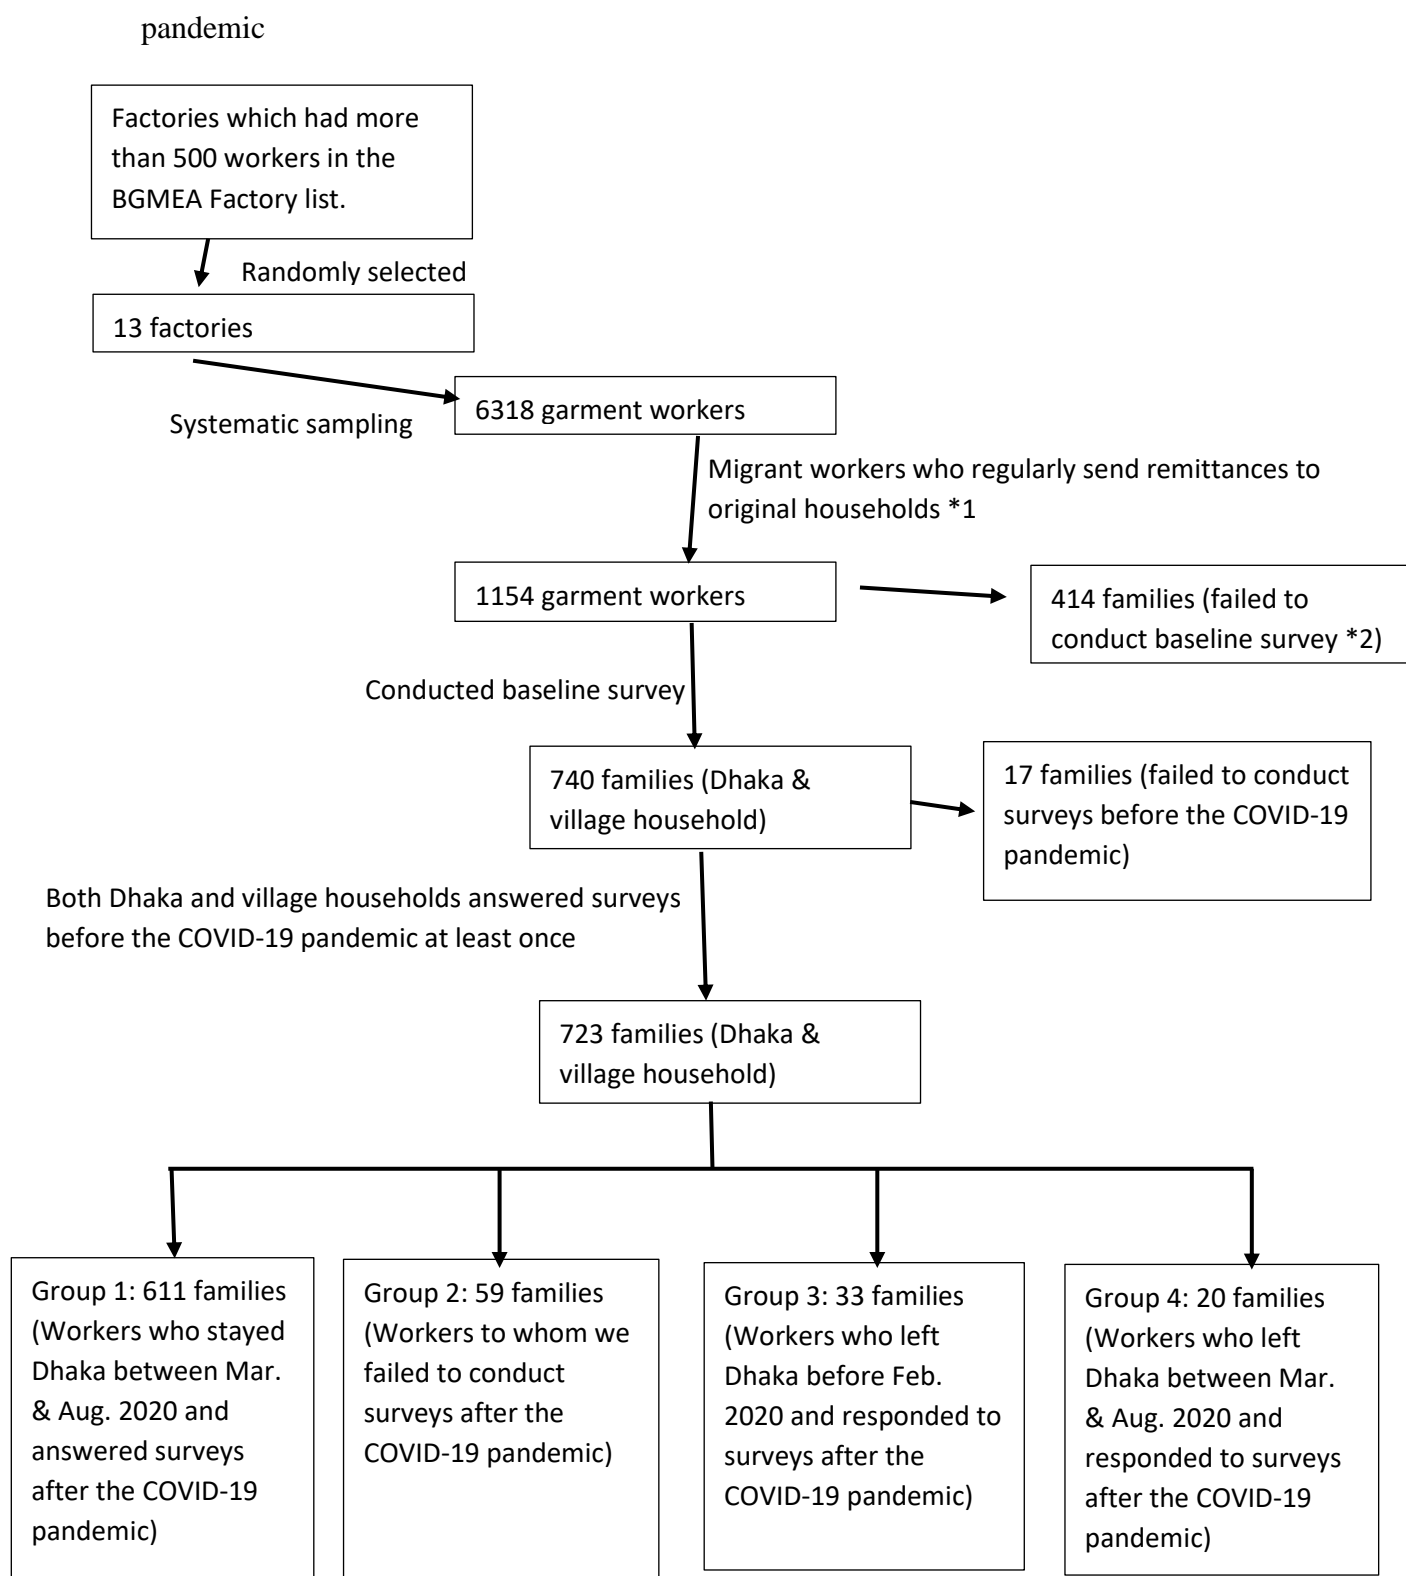 pandemic
Factories which had more
than 500 workers in the
BGMEA Factory list.
Randomly selected
13 factories
Systematic sampling
6318 garment workers
Migrant workers who regularly send remittances to
original households *1
1154 garment workers
414 families (failed to
conduct baseline survey *2)
Conducted baseline survey
740 families (Dhaka &
village household)
17 families (failed to conduct
surveys before the COVID-19
pandemic)
Both Dhaka and village households answered surveys
before the COVID-19 pandemic at least once
723 families (Dhaka &
village household)
Group 1: 611 families
(Workers who stayed
Dhaka between Mar.
& Aug. 2020 and
answered surveys
after the COVID-19
pandemic)
Group 2: 59 families
(Workers to whom we
failed to conduct
surveys after the
COVID-19 pandemic)
Group 3: 33 families
(Workers who left
Dhaka before Feb.
2020 and responded to
surveys after the
COVID-19 pandemic)
Group 4: 20 families
(Workers who left
Dhaka between Mar.
& Aug. 2020 and
responded to surveys
after the COVID-19
pandemic)